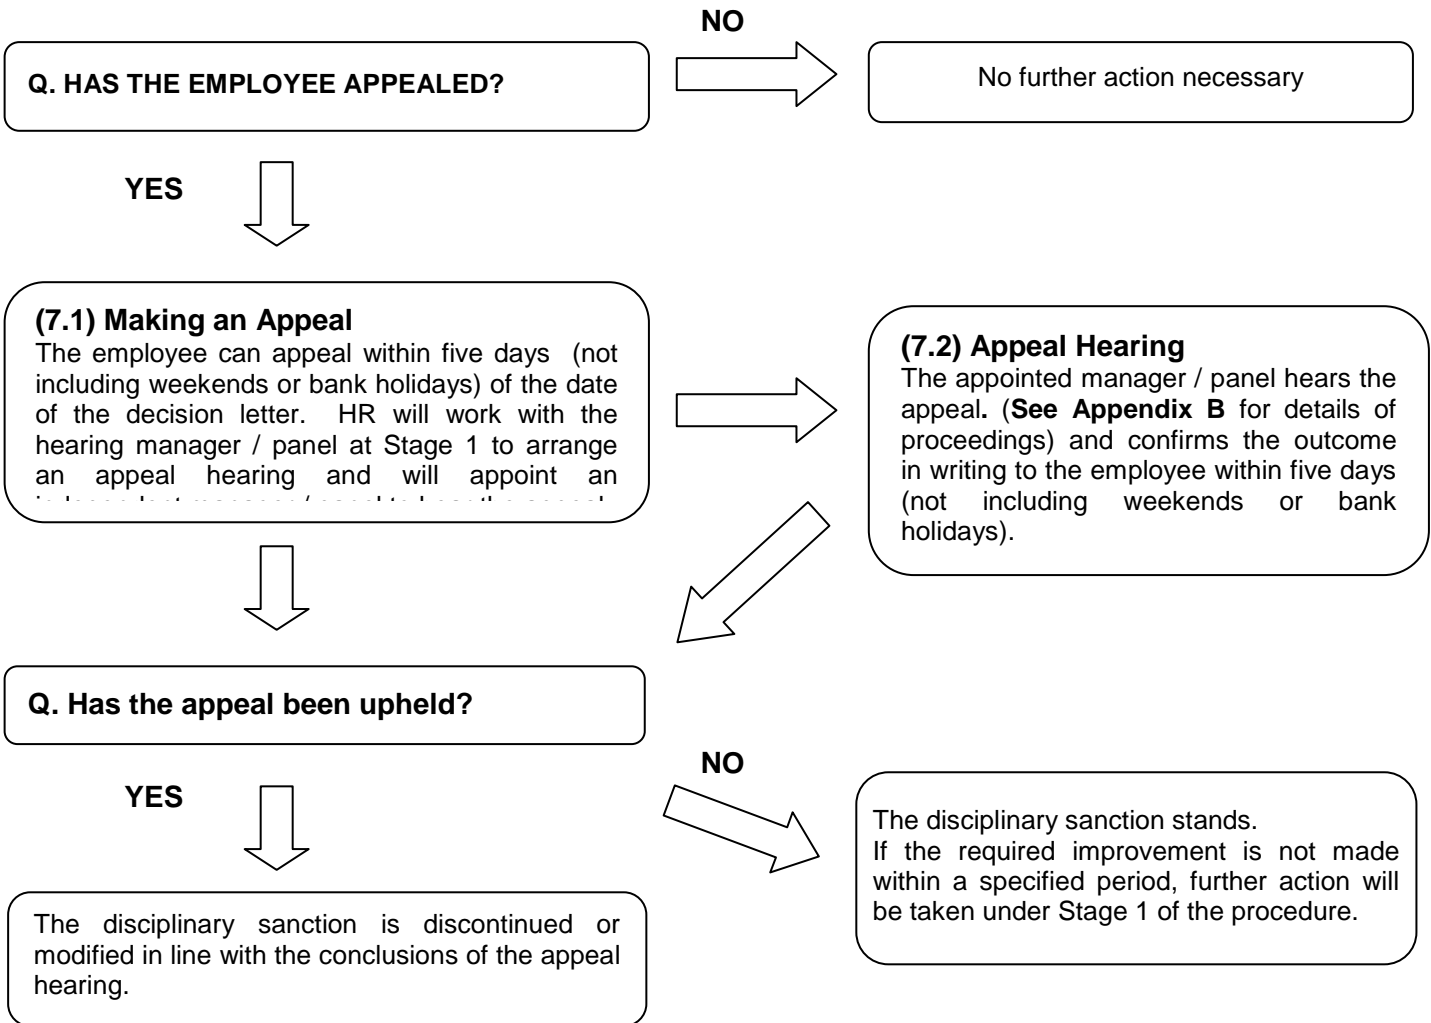 NO
Q. HAS THE EMPLOYEE APPEALED?
No further action necessary
YES
(7.1) Making an Appeal
The employee can appeal within five days (not
including weekends or bank holidays) of the date
of the decision letter. HR will work with the
hearing manager / panel at Stage 1 to arrange
an appeal hearing and will appoint an
(7.2) Appeal Hearing
The appointed manager / panel hears the
appeal. (See Appendix B for details of
proceedings) and confirms the outcome
in writing to the employee within five days
(not including weekends or bank
holidays).
Q. Has the appeal been upheld?
NO
YES
The disciplinary sanction stands.
If the required improvement is not made
within a specified period, further action will
be taken under Stage 1 of the procedure.
The disciplinary sanction is discontinued or
modified in line with the conclusions of the appeal
hearing.